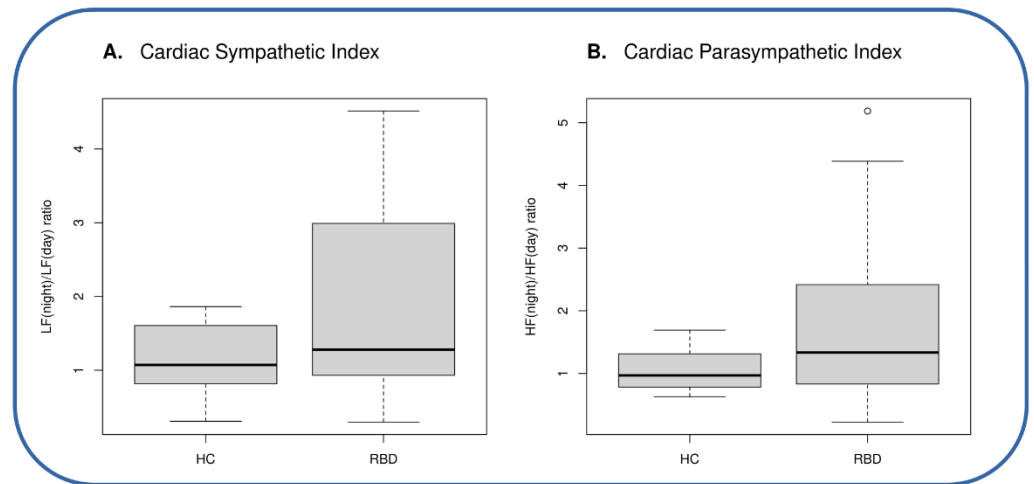 A. Cardiac Sympathetic Index
LF(night)/LF(day) ratio
4
3
2
1
HC
RBD
B. Cardiac Parasympathetic Index
HF(night)/HF(day) ratio
5
4
3
2
1
HC
RBD